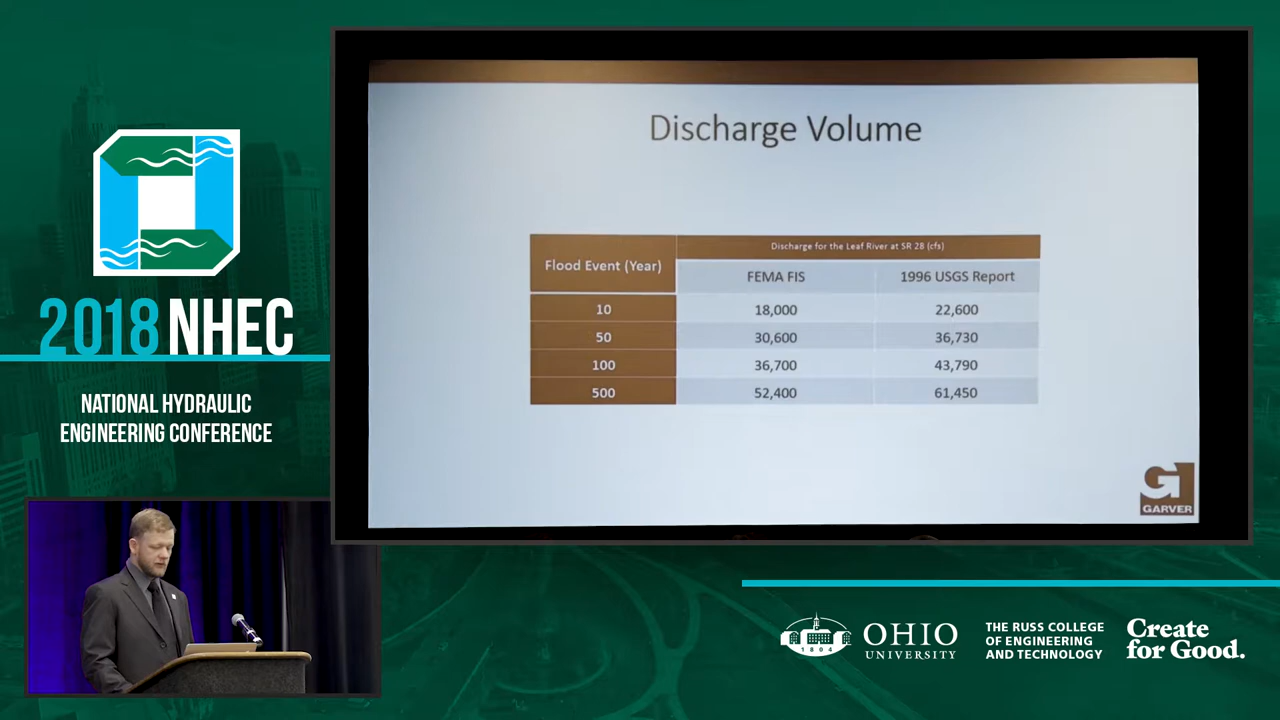 2018 NHEC
NATIONAL HYDRAULIC
ENGINEERING CONFERENCE
Discharge Volume
Flood Event (Year)
Discharge for the Leaf River at SR 28 (cfs)
FEMA FIS
1996 USGS Report
10 18,000 22,600
50 30,600 36,730
100 36,700 43,790
500 52,400 61,450
G
GARVER
1804
OHIO
UNIVERSITY
THE RUSS COLLEGE
OF ENGINEERING
AND TECHNOLOGY
Create
for Good.